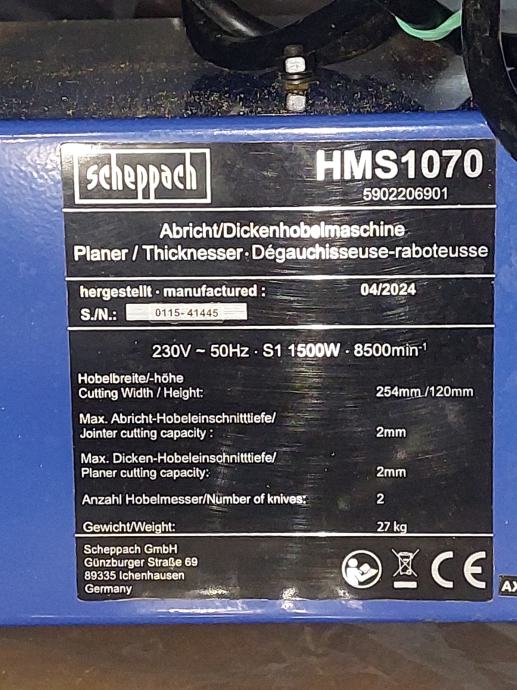 scheppach
HMS1070
5902206901
Abricht/Dickenhobelmaschine
Planer / Thicknesser·Dégauchisseuse-raboteusse
hergestellt · manufactured : 04/2024
S./N.: 0115-41445
230V ~ 50Hz · S1 1500W · 8500min⁻¹
Hobelbreite/-höhe
Cutting Width / Height: 254mm /120mm
Max. Abricht-Hobeleinschnitttiefe/
Jointer cutting capacity : 2mm
Max. Dicken-Hobeleinschnitttiefe/
Planer cutting capacity: 2mm
Anzahl Hobelmesser/Number of knives: 2
Gewicht/Weight: 27 kg
Scheppach GmbH
Günzburger Straße 69
89335 Ichenhausen
Germany
CE
AX